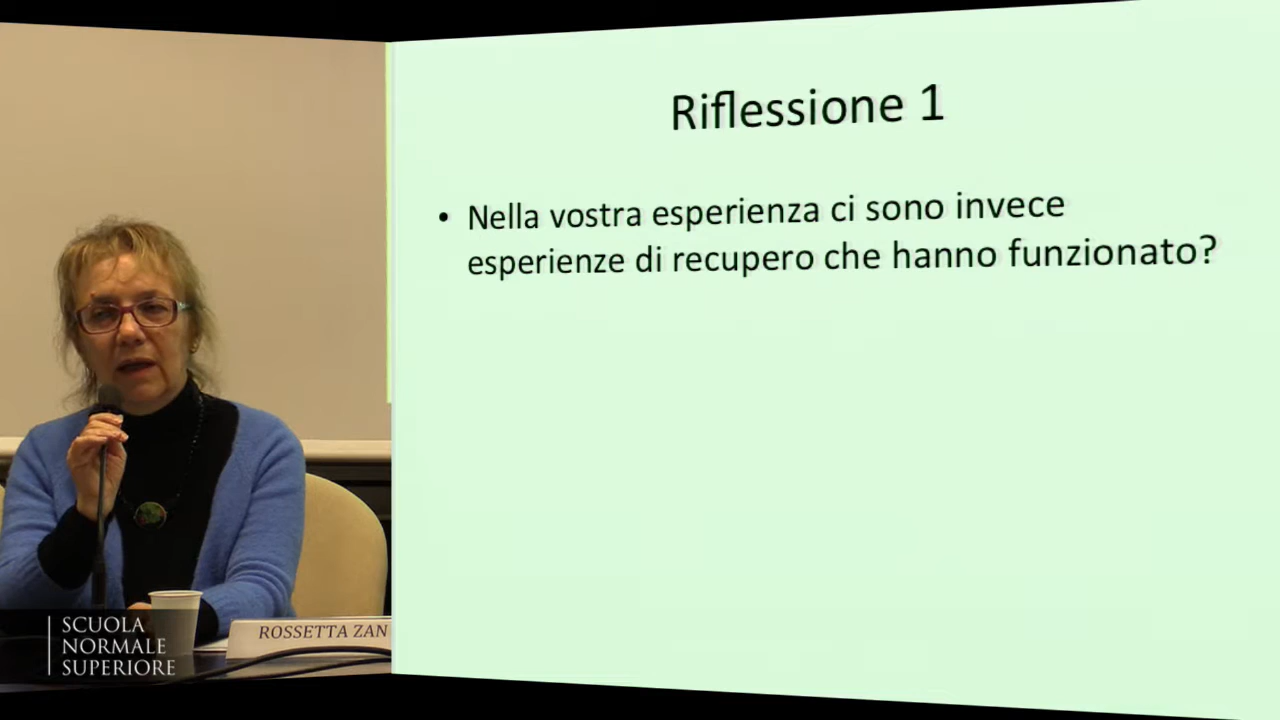 Riflessione 1
• Nella vostra esperienza ci sono invece
esperienze di recupero che hanno funzionato?
ROSSETTA ZAN
SCUOLA
NORMALE
SUPERIORE